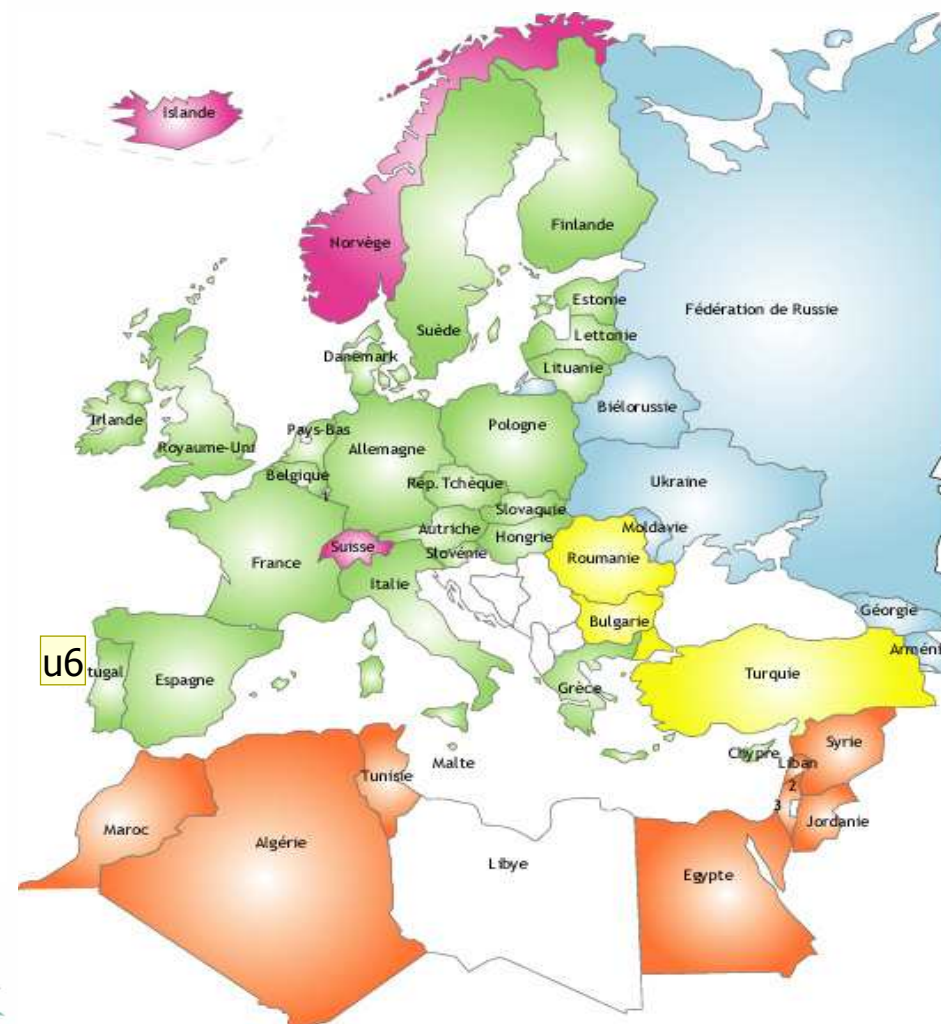 Islande
Norvège
Finlande
Suède
Estonie
Lettonie
Lituanie
Fédération de Russie
Danemark
Irlande
Royaume-Uni
Pays-Bas
Belgique
1
Allemagne
Pologne
Biélorussie
Rép. Tchèque
Ukraine
Slovaquie
Autriche
Hongrie
Moldavie
France
Suisse
Slovénie
Roumanie
Italie
Bulgarie
Géorgie
Arméni
u6
tugal
Espagne
Grèce
Turquie
Chypre
Malte
Syrie
Liban
2
3
Jordanie
Tunisie
Maroc
Algérie
Libye
Egypte